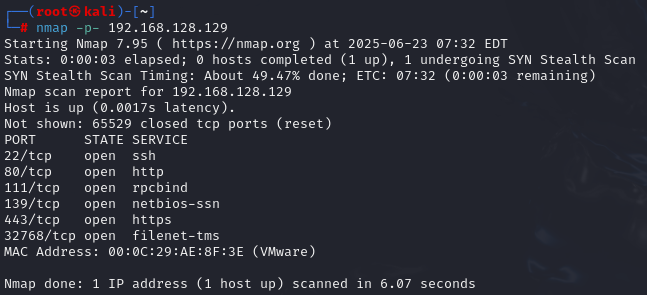 ┌──(root㉿kali)-[~]
└─# nmap -p- 192.168.128.129
Starting Nmap 7.95 ( https://nmap.org ) at 2025-06-23 07:32 EDT
Stats: 0:00:03 elapsed; 0 hosts completed (1 up), 1 undergoing SYN Stealth Scan
SYN Stealth Scan Timing: About 49.47% done; ETC: 07:32 (0:00:03 remaining)
Nmap scan report for 192.168.128.129
Host is up (0.0017s latency).
Not shown: 65529 closed tcp ports (reset)
PORT      STATE SERVICE
22/tcp    open  ssh
80/tcp    open  http
111/tcp   open  rpcbind
139/tcp   open  netbios-ssn
443/tcp   open  https
32768/tcp open  filenet-tms
MAC Address: 00:0C:29:AE:8F:3E (VMware)
Nmap done: 1 IP address (1 host up) scanned in 6.07 seconds